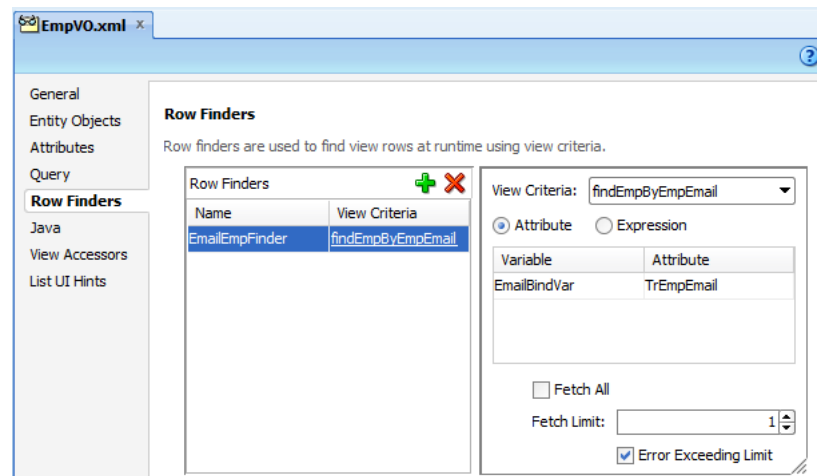 EmpVO.xml
General
Entity Objects
Attributes
Query
Row Finders
Java
View Accessors
List UI Hints
Row Finders
Row finders are used to find view rows at runtime using view criteria.
Row Finders
Name View Criteria
EmailEmpFinder findEmpByEmpEmail
View Criteria: findEmpByEmpEmail
Attribute Expression
Variable Attribute
EmailBindVar TrEmpEmail
Fetch All
Fetch Limit: 1
Error Exceeding Limit